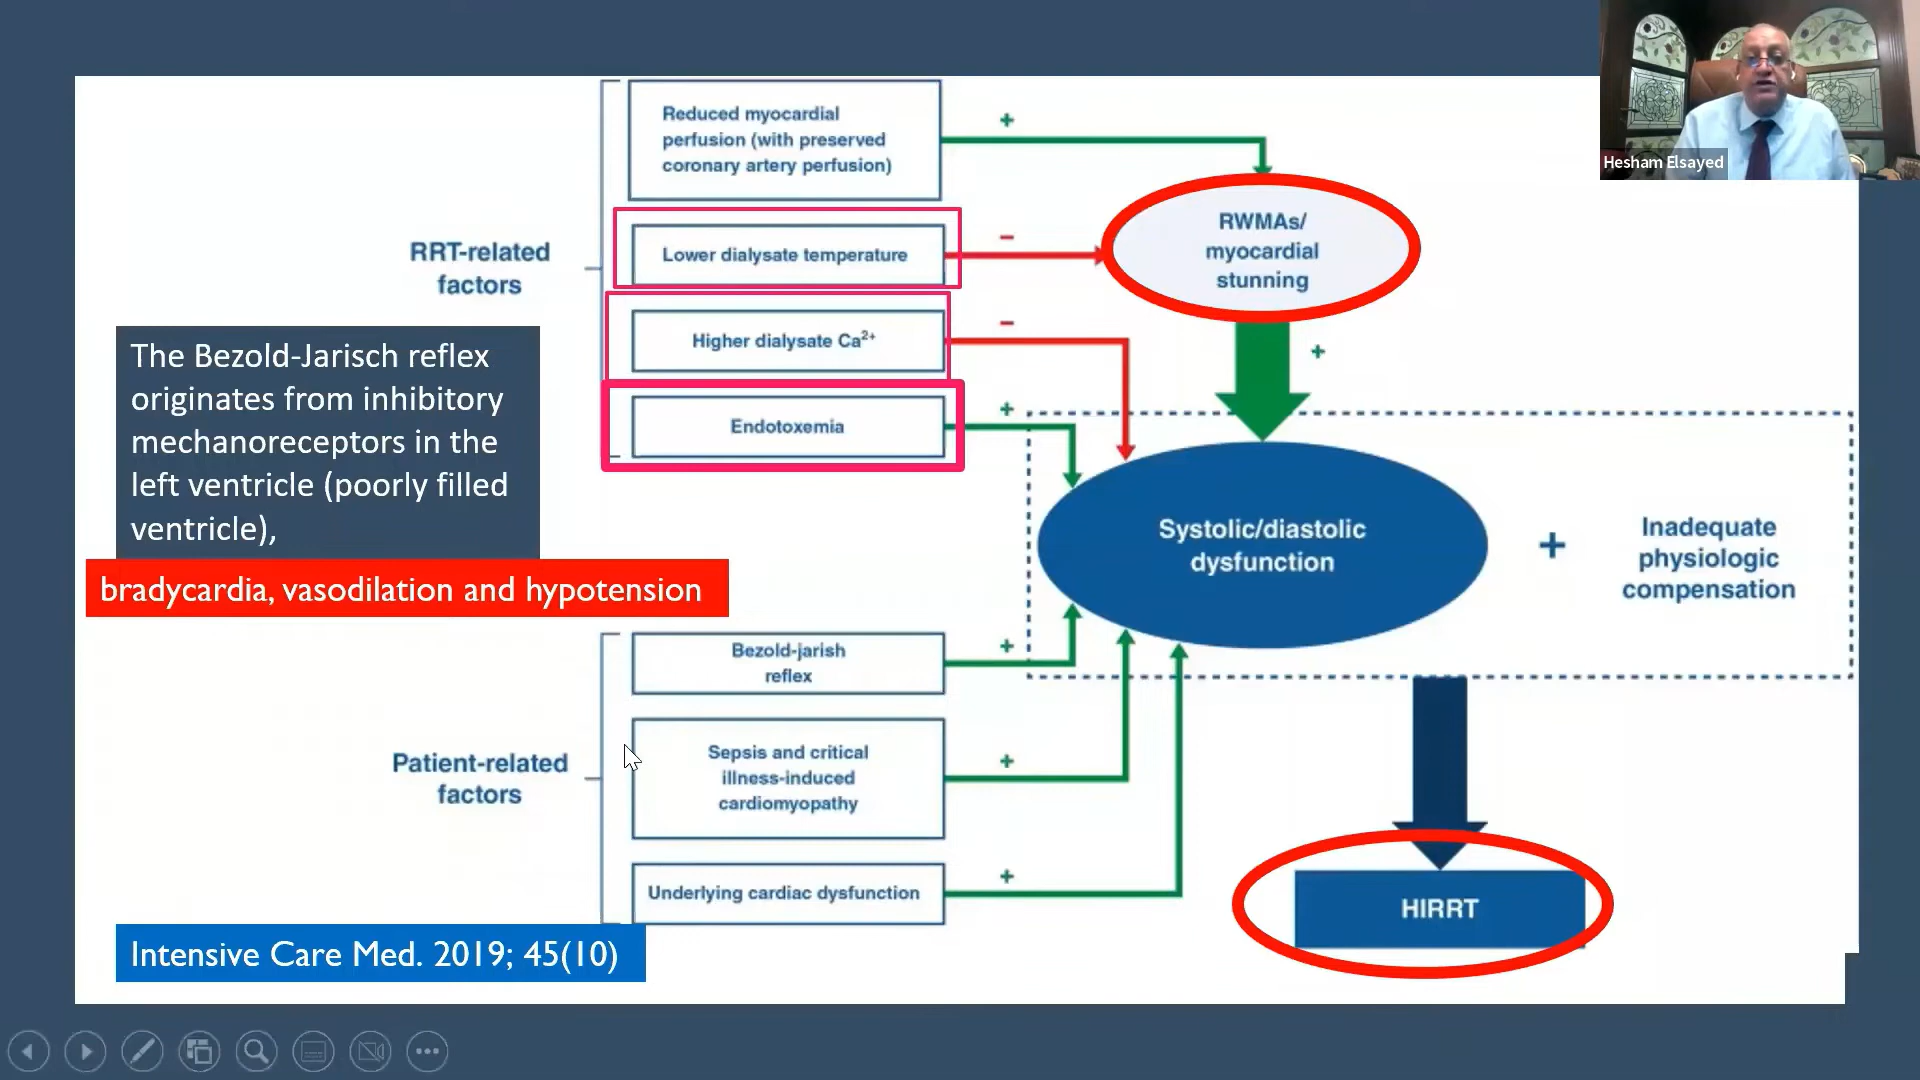 Hesham Elsayed
RRT-related
factors
Reduced myocardial
perfusion (with preserved
coronary artery perfusion)
+
Lower dialysate temperature
–
Higher dialysate Ca²⁺
–
Endotoxemia
+
RWMAs/
myocardial
stunning
+
The Bezold-Jarisch reflex
originates from inhibitory
mechanoreceptors in the
left ventricle (poorly filled
ventricle),
bradycardia, vasodilation and hypotension
Systolic/diastolic
dysfunction
+
Inadequate
physiologic
compensation
Patient-related
factors
Bezold-jarish
reflex
+
Sepsis and critical
illness-induced
cardiomyopathy
+
Underlying cardiac dysfunction
+
HIRRT
Intensive Care Med. 2019; 45(10)